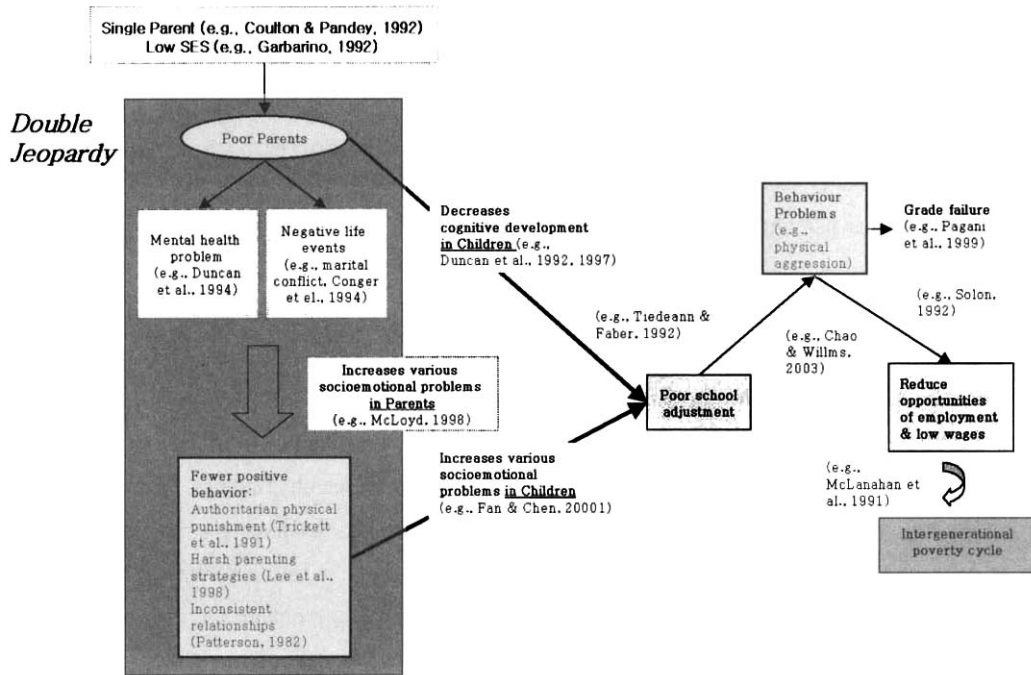 Single Parent (e.g., Coulton & Pandey, 1992)
Low SES (e.g., Garbarino, 1992)
Double
Jeopardy
Poor Parents
Mental health
problem
(e.g., Duncan
et al., 1994)
Negative life
events
(e.g., marital
conflict, Conger
et el., 1994)
Increases various
socioemotional problems
in Parents
(e.g., McLoyd, 1998)
Fewer positive
behavior:
Authoritarian physical
punishment (Trickett
et al., 1991)
Harsh parenting
strategies (Lee et al.,
1998)
Inconsistent
relationships
(Patterson, 1982)
Decreases
cognitive development
in Children (e.g.,
Duncan et al., 1992, 1997)
Increases various
socioemotional
problems in Children
(e.g., Fan & Chen, 20001)
(e.g., Tiedeann &
Faber, 1992)
Poor school
adjustment
Behaviour
Problems
(e.g.,
physical
aggression)
(e.g., Chao
& Willms,
2003)
Grade failure
(e.g., Pagani
et al., 1999)
(e.g., Solon,
1992)
Reduce
opportunities
of employment
& low wages
(e.g.,
McLanahan et
al., 1991)
Intergenerational
poverty cycle